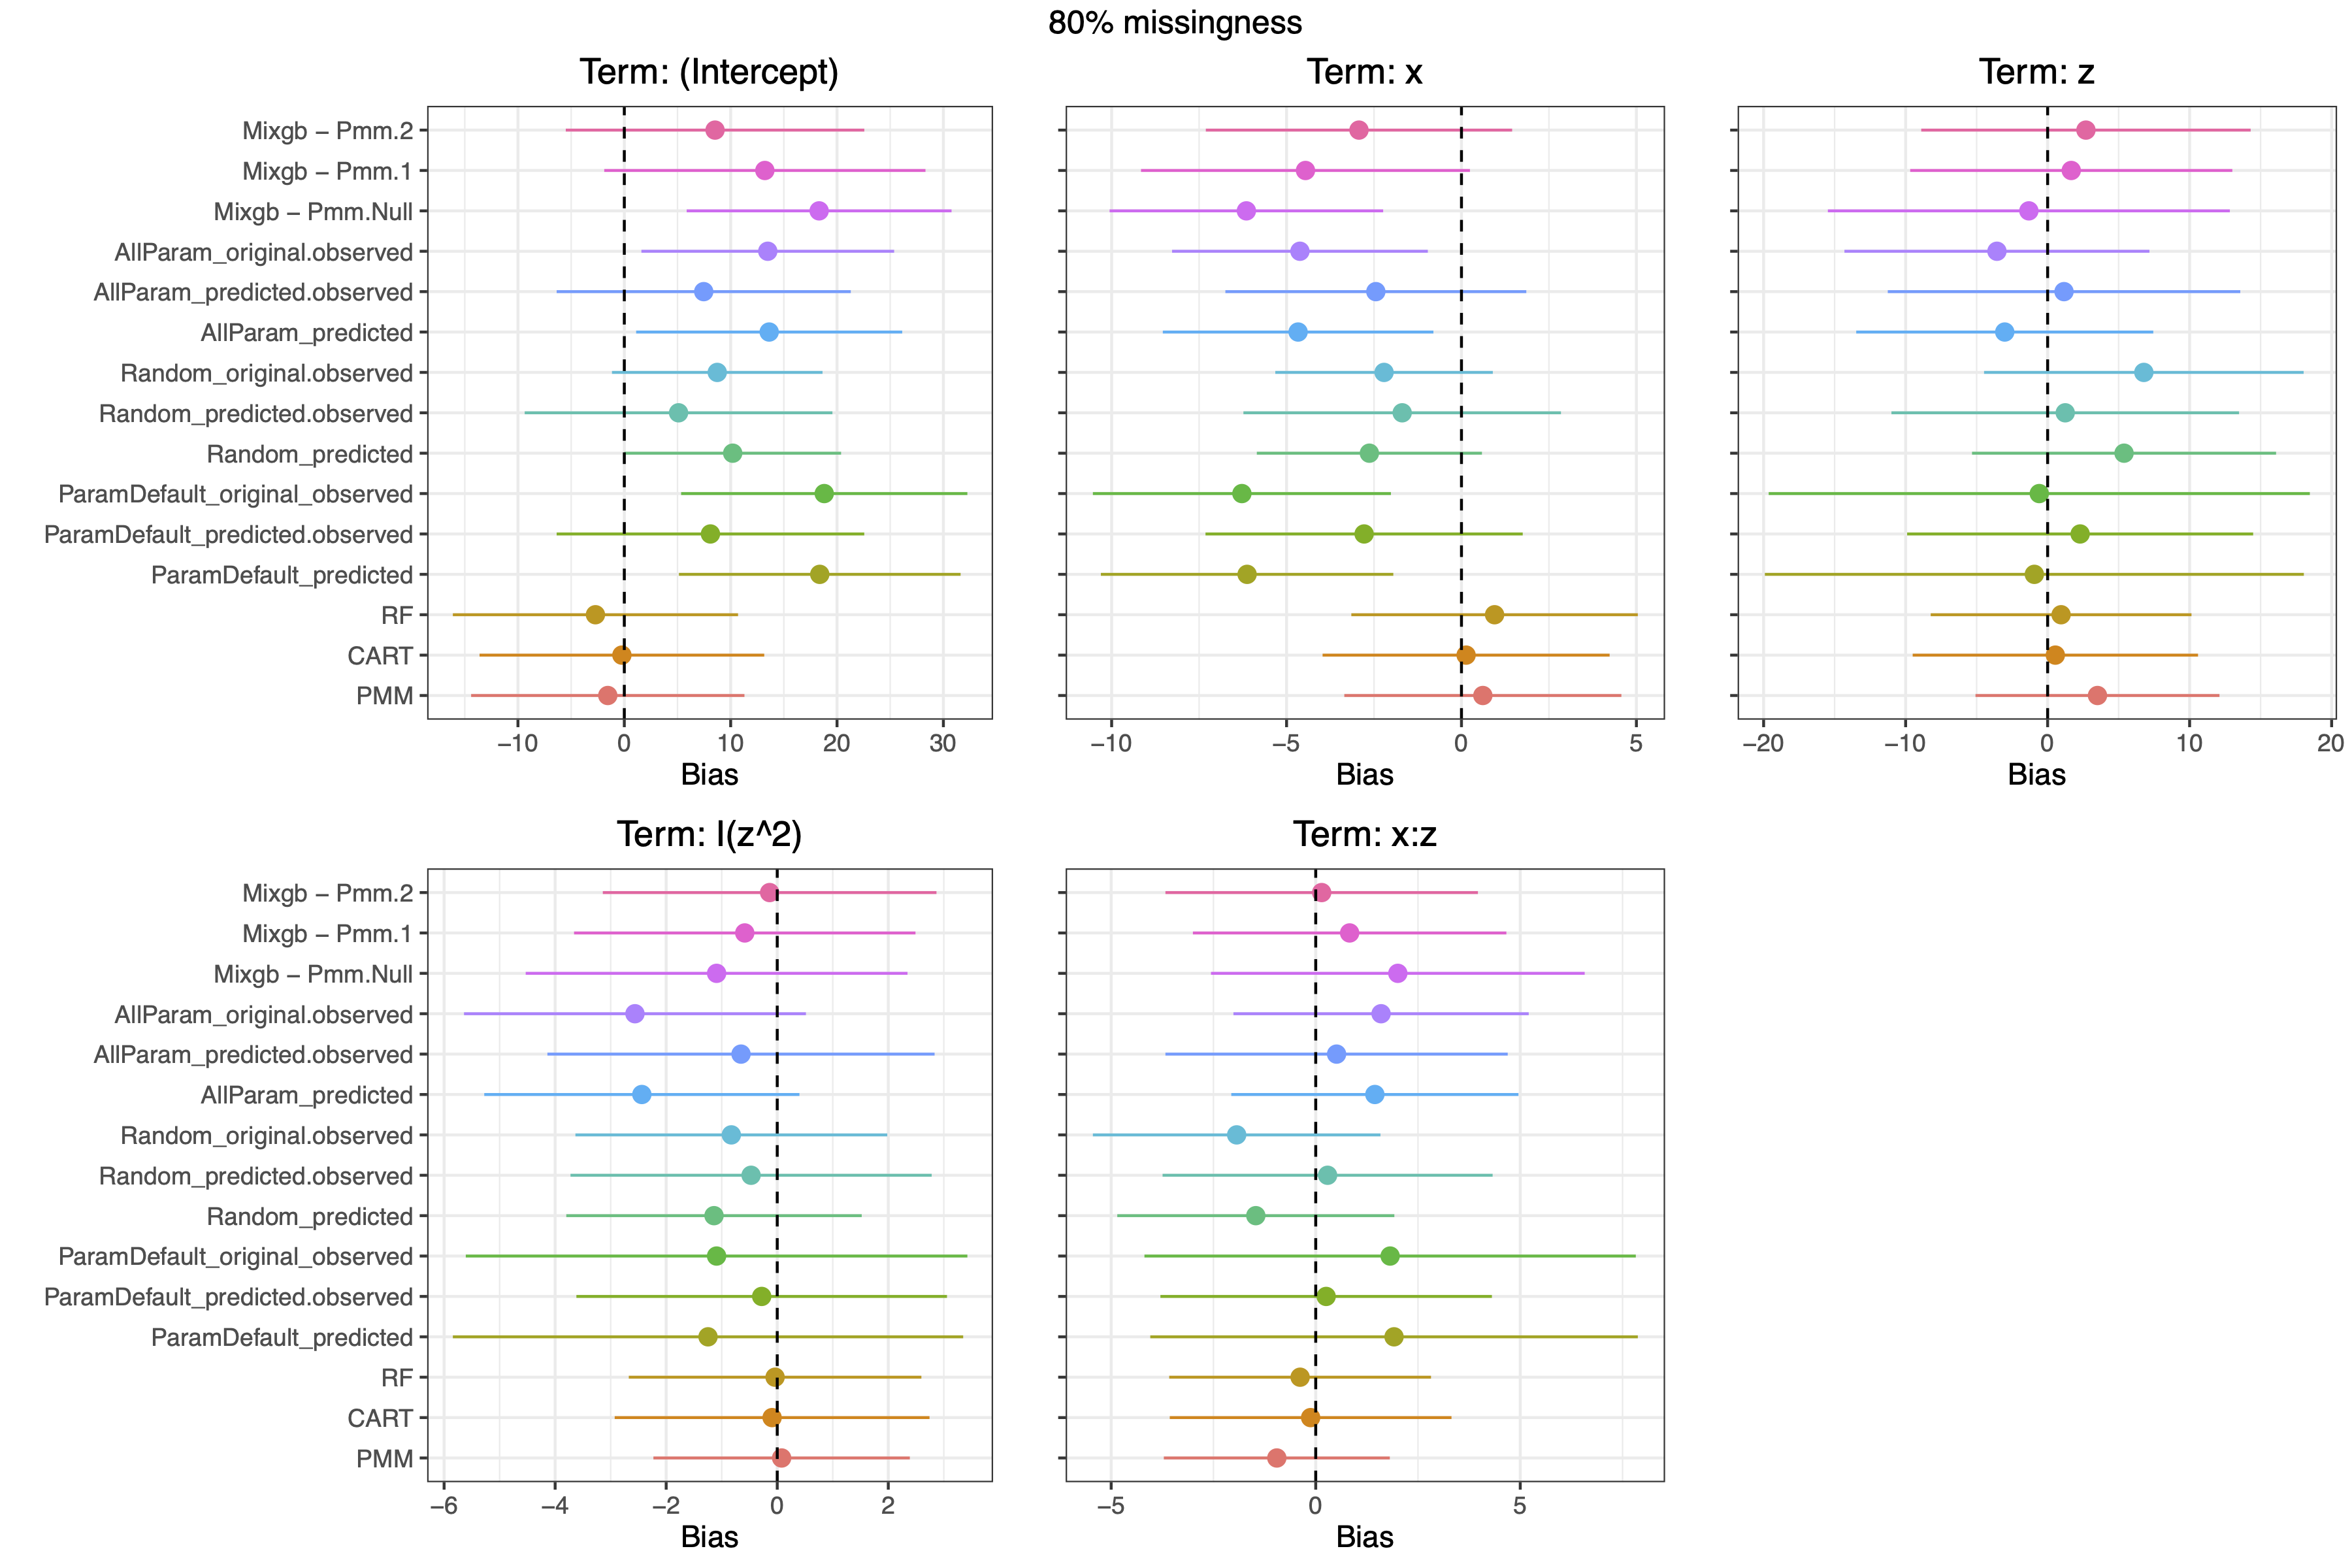 80% missingness
Term: (Intercept)
Term: x
Term: z
Mixgb – Pmm.2
Mixgb – Pmm.1
Mixgb – Pmm.Null
AllParam_original.observed
AllParam_predicted.observed
AllParam_predicted
Random_original.observed
Random_predicted.observed
Random_predicted
ParamDefault_original_observed
ParamDefault_predicted.observed
ParamDefault_predicted
RF
CART
PMM
−10 0 10 20 30
−10 −5 0 5
−20 −10 0 10 20
Bias
Bias
Bias
Term: I(z^2)
Term: x:z
Mixgb – Pmm.2
Mixgb – Pmm.1
Mixgb – Pmm.Null
AllParam_original.observed
AllParam_predicted.observed
AllParam_predicted
Random_original.observed
Random_predicted.observed
Random_predicted
ParamDefault_original_observed
ParamDefault_predicted.observed
ParamDefault_predicted
RF
CART
PMM
−6 −4 −2 0 2
−5 0 5
Bias
Bias